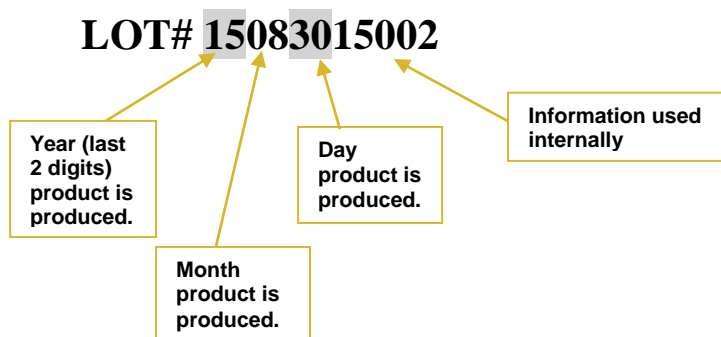 LOT# 15083015002
Year (last
2 digits)
product is
produced.
Month
product is
produced.
Day
product is
produced.
Information used
internally